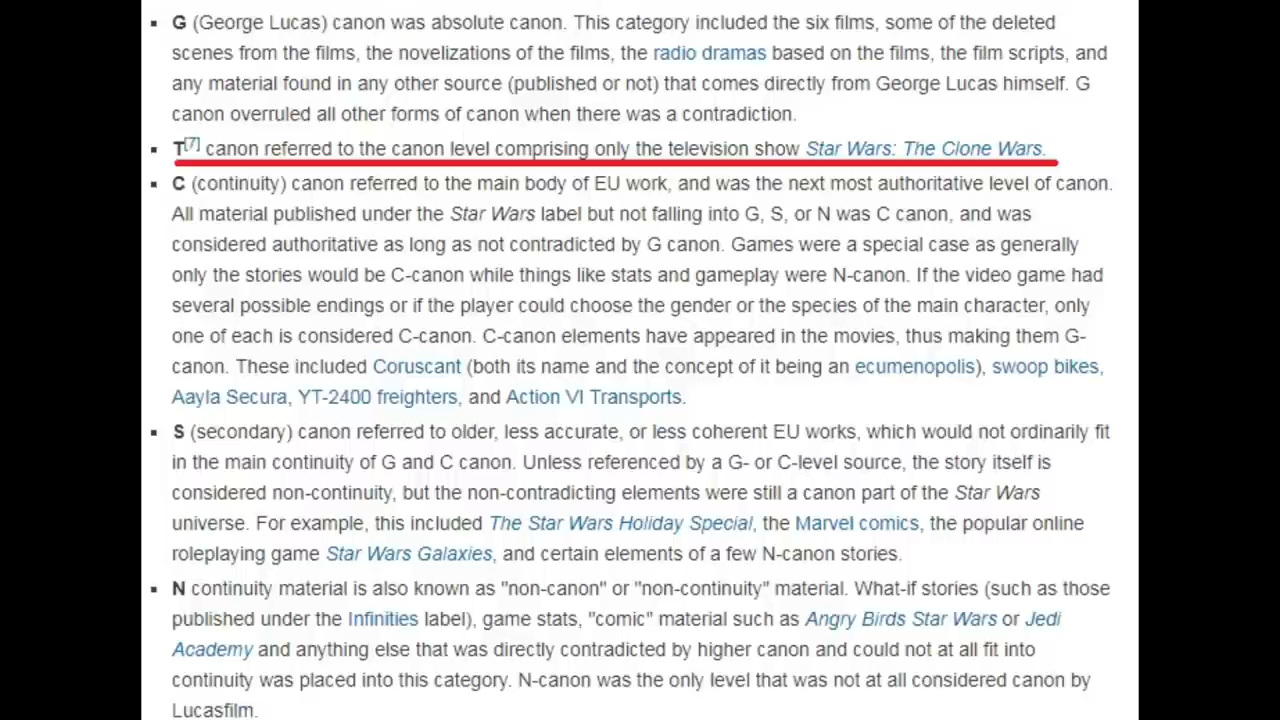 ▪ G (George Lucas) canon was absolute canon. This category included the six films, some of the deleted
scenes from the films, the novelizations of the films, the radio dramas based on the films, the film scripts, and
any material found in any other source (published or not) that comes directly from George Lucas himself. G
canon overruled all other forms of canon when there was a contradiction.
▪ T[7] canon referred to the canon level comprising only the television show Star Wars: The Clone Wars.
▪ C (continuity) canon referred to the main body of EU work, and was the next most authoritative level of canon.
All material published under the Star Wars label but not falling into G, S, or N was C canon, and was
considered authoritative as long as not contradicted by G canon. Games were a special case as generally
only the stories would be C-canon while things like stats and gameplay were N-canon. If the video game had
several possible endings or if the player could choose the gender or the species of the main character, only
one of each is considered C-canon. C-canon elements have appeared in the movies, thus making them G-
canon. These included Coruscant (both its name and the concept of it being an ecumenopolis), swoop bikes,
Aayla Secura, YT-2400 freighters, and Action VI Transports.
▪ S (secondary) canon referred to older, less accurate, or less coherent EU works, which would not ordinarily fit
in the main continuity of G and C canon. Unless referenced by a G- or C-level source, the story itself is
considered non-continuity, but the non-contradicting elements were still a canon part of the Star Wars
universe. For example, this included The Star Wars Holiday Special, the Marvel comics, the popular online
roleplaying game Star Wars Galaxies, and certain elements of a few N-canon stories.
▪ N continuity material is also known as "non-canon" or "non-continuity" material. What-if stories (such as those
published under the Infinities label), game stats, "comic" material such as Angry Birds Star Wars or Jedi
Academy and anything else that was directly contradicted by higher canon and could not at all fit into
continuity was placed into this category. N-canon was the only level that was not at all considered canon by
Lucasfilm.